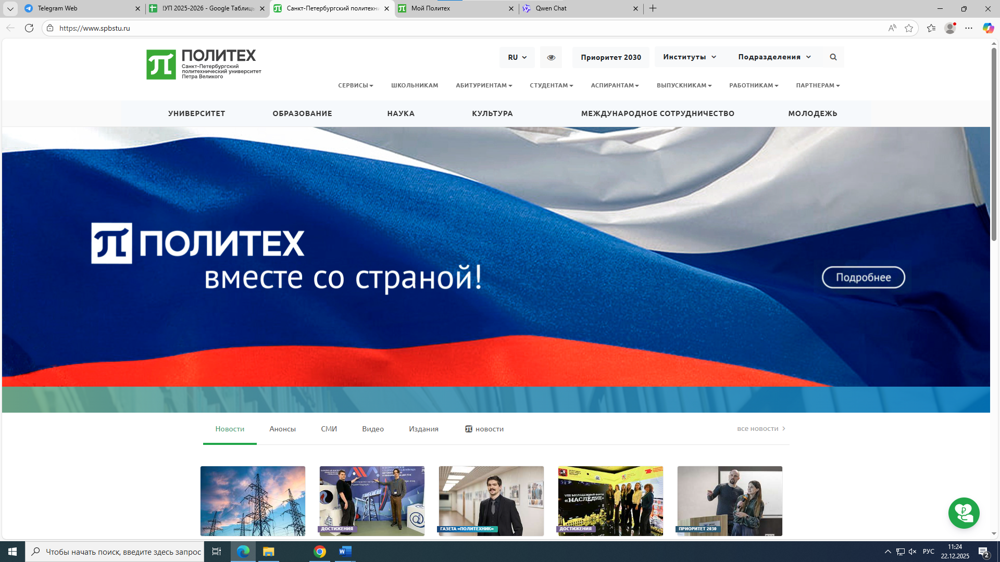 Telegram Web
!УП 2025-2026 - Google Таблиць
Санкт-Петербургский политехни
Мой Политех
Qwen Chat
https://www.spbstu.ru
ПОЛИТЕХ
Санкт-Петербургский
политехнический университет
Петра Великого
RU
Приоритет 2030
Институты
Подразделения
СЕРВИСЫ
ШКОЛЬНИКАМ
АБИТУРИЕНТАМ
СТУДЕНТАМ
АСПИРАНТАМ
ВЫПУСКНИКАМ
РАБОТНИКАМ
ПАРТНЕРАМ
УНИВЕРСИТЕТ
ОБРАЗОВАНИЕ
НАУКА
КУЛЬТУРА
МЕЖДУНАРОДНОЕ СОТРУДНИЧЕСТВО
МОЛОДЕЖЬ
ПОЛИТЕХ
вместе со страной!
Подробнее
Новости
Анонсы
СМИ
Видео
Издания
новости
все новости
VIII МОЛОДЕЖНЫЙ ФОРУМ
«НАСЛЕДИЕ»
ДОСТИЖЕНИЯ
ГАЗЕТА «ПОЛИТЕХНИК»
ДОСТИЖЕНИЯ
ПРИОРИТЕТ 2030
Чтобы начать поиск, введите здесь запрос
РУС
11:24
22.12.2025
2